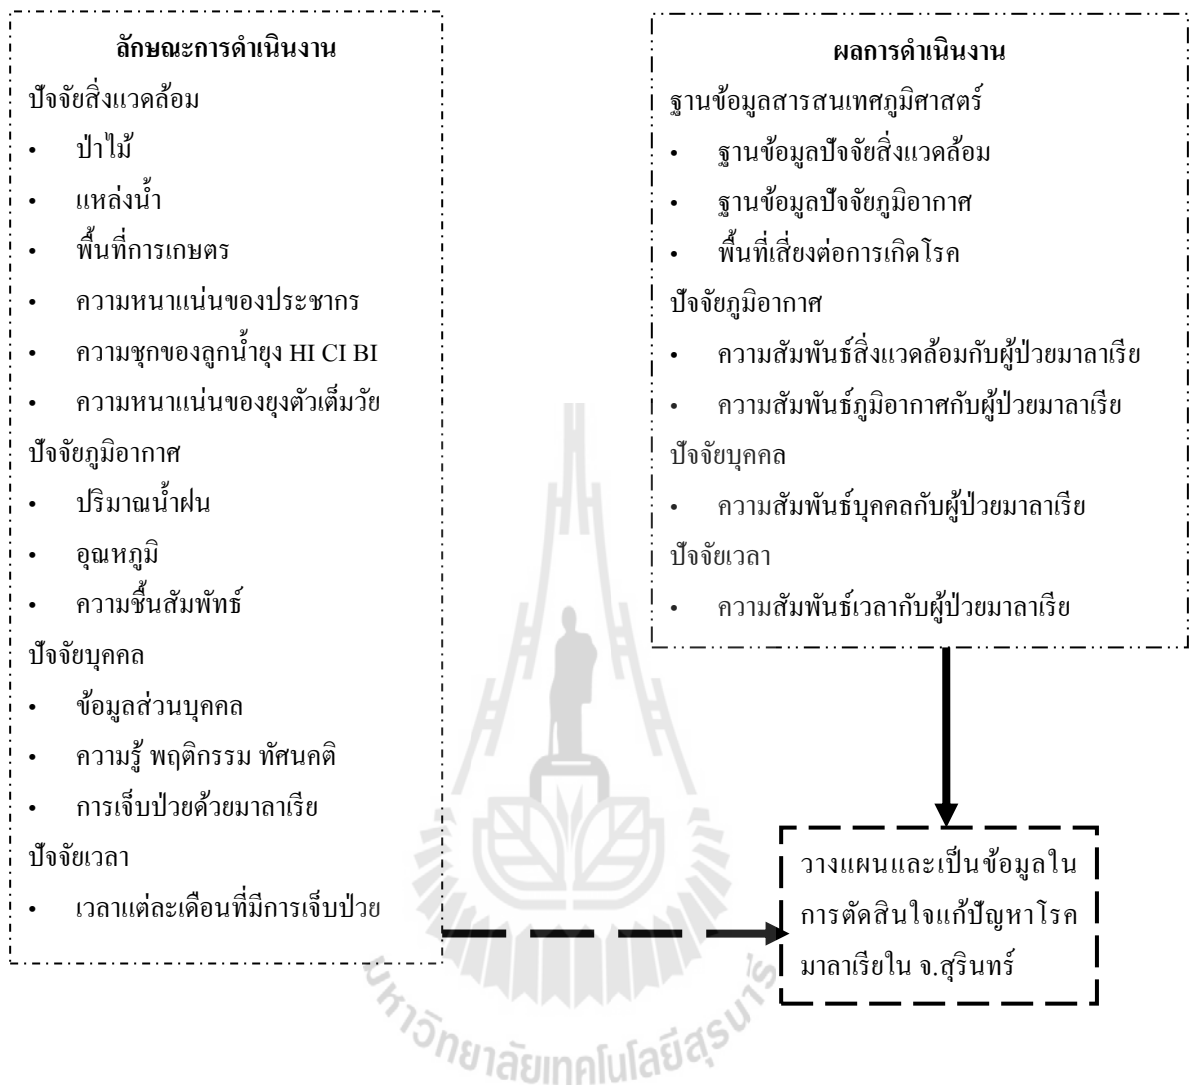 ลักษณะการดำเนินงาน
ปัจจัยสิ่งแวดล้อม
• ป่าไม้
• แหล่งน้ำ
• พื้นที่การเกษตร
• ความหนาแน่นของประชากร
• ความชุกของลูกน้ำยุง HI CI BI
• ความหนาแน่นของยุงตัวเต็มวัย
ปัจจัยภูมิอากาศ
• ปริมาณน้ำฝน
• อุณหภูมิ
• ความชื้นสัมพัทธ์
ปัจจัยบุคคล
• ข้อมูลส่วนบุคคล
• ความรู้ พฤติกรรม ทัศนคติ
• การเจ็บป่วยด้วยมาลาเรีย
ปัจจัยเวลา
• เวลาแต่ละเดือนที่มีการเจ็บป่วย
ผลการดำเนินงาน
ฐานข้อมูลสารสนเทศภูมิศาสตร์
• ฐานข้อมูลปัจจัยสิ่งแวดล้อม
• ฐานข้อมูลปัจจัยภูมิอากาศ
• พื้นที่เสี่ยงต่อการเกิดโรค
ปัจจัยภูมิอากาศ
• ความสัมพันธ์สิ่งแวดล้อมกับผู้ป่วยมาลาเรีย
• ความสัมพันธ์ภูมิอากาศกับผู้ป่วยมาลาเรีย
ปัจจัยบุคคล
• ความสัมพันธ์บุคคลกับผู้ป่วยมาลาเรีย
ปัจจัยเวลา
• ความสัมพันธ์เวลากับผู้ป่วยมาลาเรีย
วางแผนและเป็นข้อมูลใน
การตัดสินใจแก้ปัญหาโรค
มาลาเรียใน จ.สุรินทร์
มหาวิทยาลัยเทคโนโลยีสุรนารี